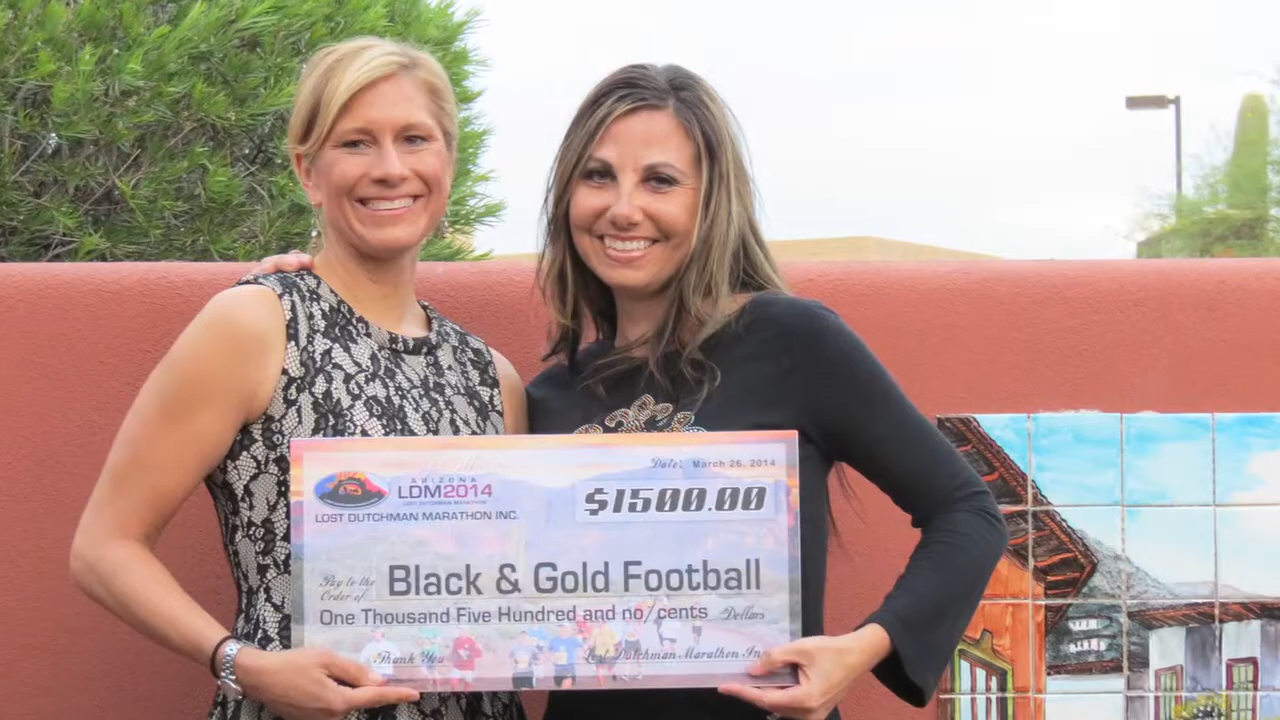 Date: March 26, 2014
ARIZONA
LDM2014
LOST DUTCHMAN MARATHON
LOST DUTCHMAN MARATHON INC.
$1500.00
Pay to the
Order of
Black & Gold Football
One Thousand Five Hundred and no/cents Dollars
Thank You
Lost Dutchman Marathon Inc